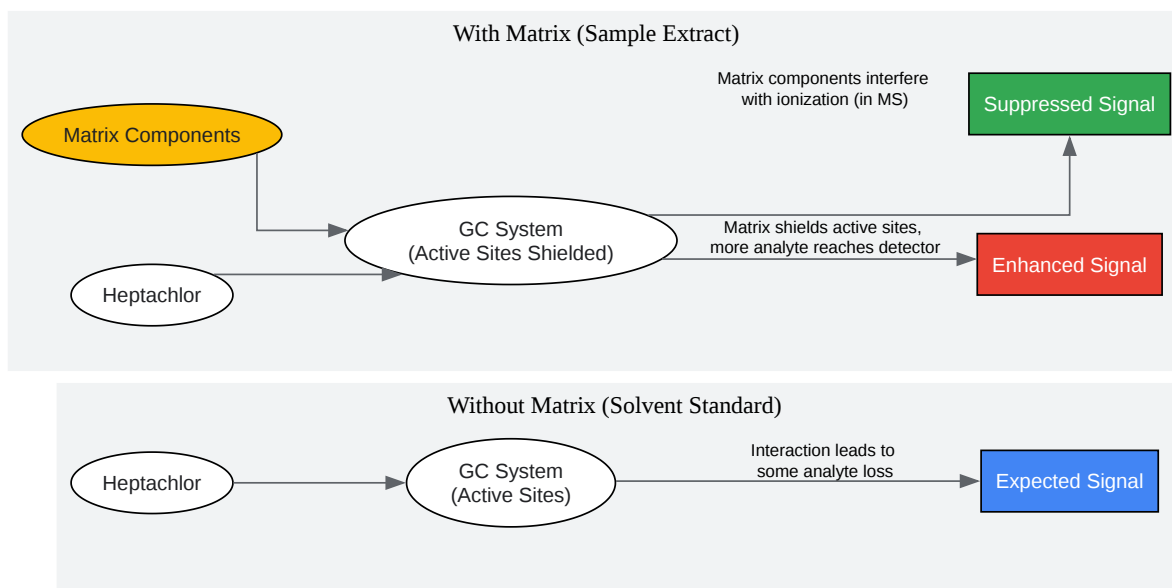 With Matrix (Sample Extract)
Matrix components interfere
with ionization (in MS)
Suppressed Signal
Matrix Components
GC System
(Active Sites Shielded)
Matrix shields active sites,
more analyte reaches detector
Enhanced Signal
Heptachlor
Without Matrix (Solvent Standard)
Heptachlor
GC System
(Active Sites)
Interaction leads to
some analyte loss
Expected Signal